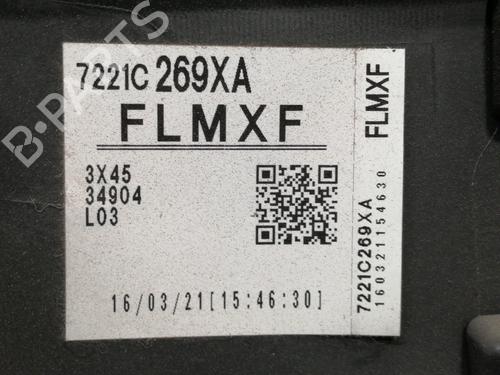 7221C 269XA
FLMXF
3X45
34904
L03
16/03/21[15:46:30]
FLMXF
7221C269XA
160321154630
B-PARTS